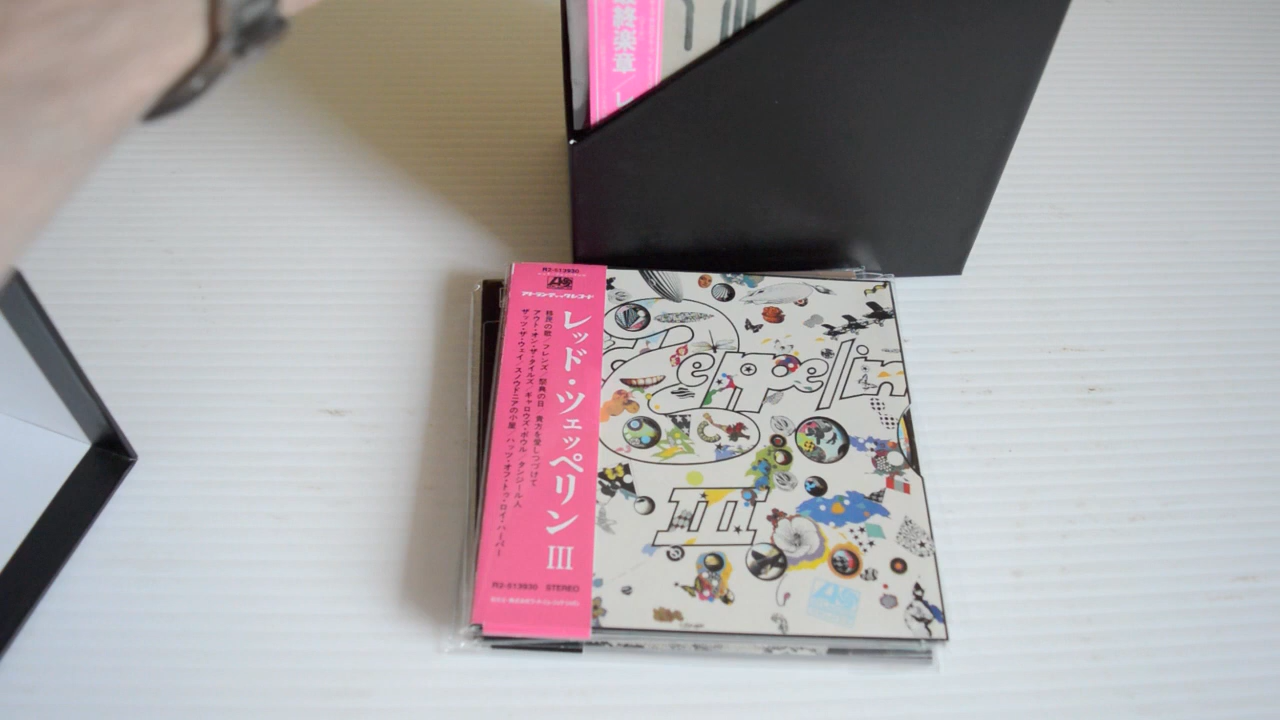 終楽章／レ
R2-513930
アトランティック・レコード
レッド・ツェッペリン III
移民の歌／フレンズ／祭典の日／貴方を愛しつづけて
アウト・オン・ザ・タイルズ／ギャロウズ・ポウル／タンジェリン
ザッツ・ザ・ウェイ／スノウドニアの小屋／ハッツ・オフ・トゥ・ロイ・ハーパー
R2-513930 STEREO
Zeppelin
III